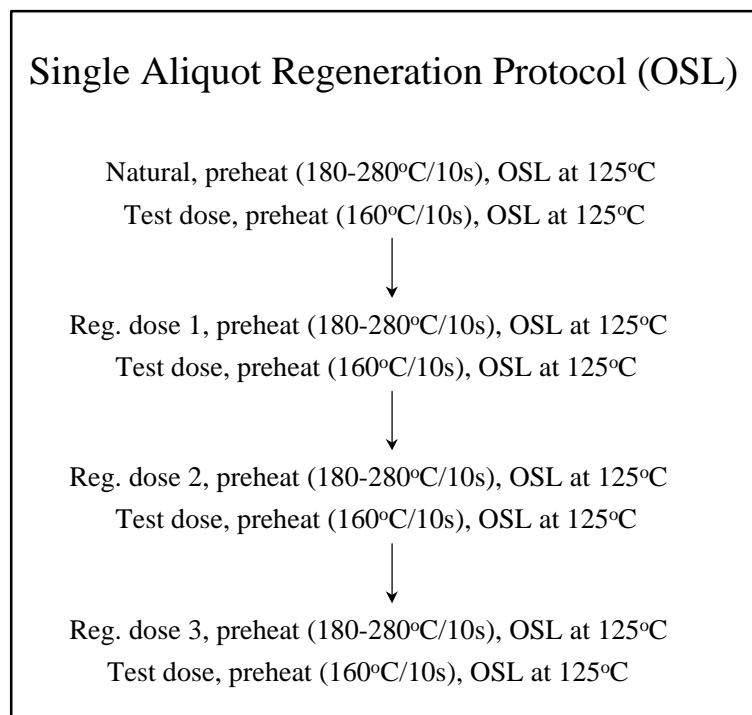 Single Aliquot Regeneration Protocol (OSL)
Natural, preheat (180-280°C/10s), OSL at 125°C
Test dose, preheat (160°C/10s), OSL at 125°C
Reg. dose 1, preheat (180-280°C/10s), OSL at 125°C
Test dose, preheat (160°C/10s), OSL at 125°C
Reg. dose 2, preheat (180-280°C/10s), OSL at 125°C
Test dose, preheat (160°C/10s), OSL at 125°C
Reg. dose 3, preheat (180-280°C/10s), OSL at 125°C
Test dose, preheat (160°C/10s), OSL at 125°C